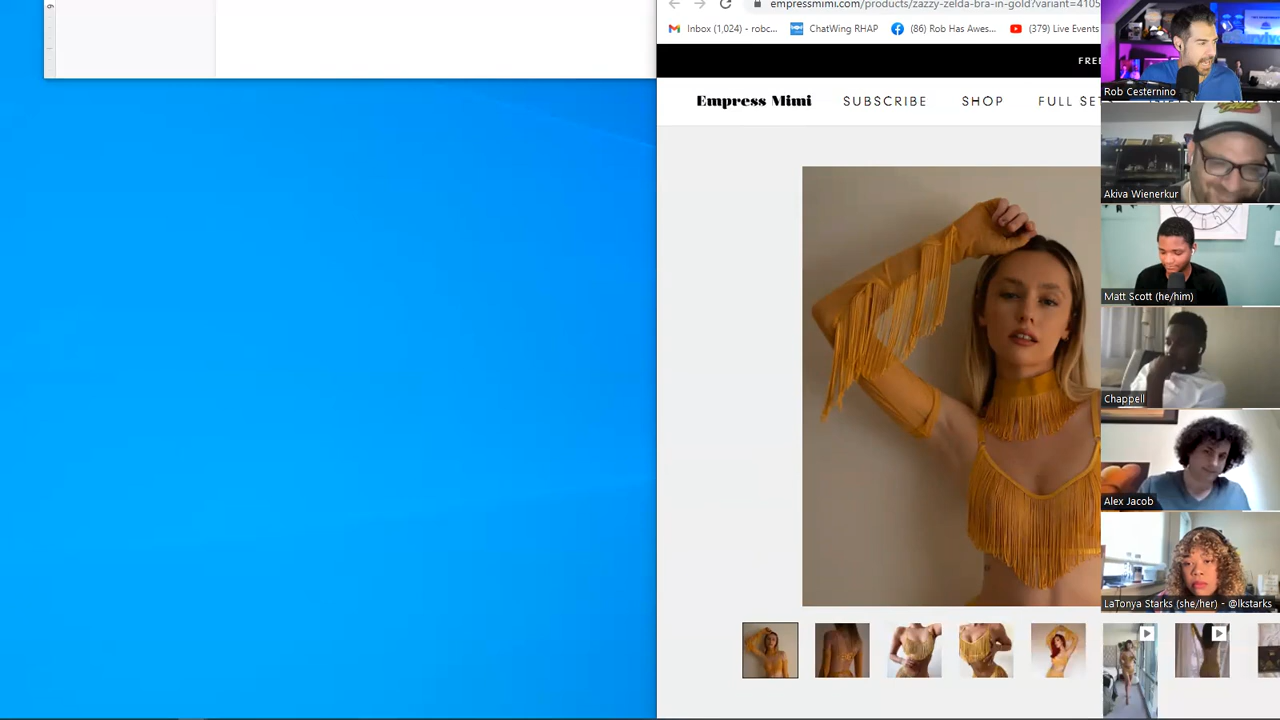 empressmimi.com/products/zazzy-zelda-bra-in-gold?variant=4105
Inbox (1,024) - robc... ChatWing RHAP (86) Rob Has Awes... (379) Live Events
FREE
Empress Mimi SUBSCRIBE SHOP FULL SE
Rob Cesternino
Akiva Wienerkur
Matt Scott (he/him)
Chappell
Alex Jacob
LaTonya Starks (she/her) - @lkstarks